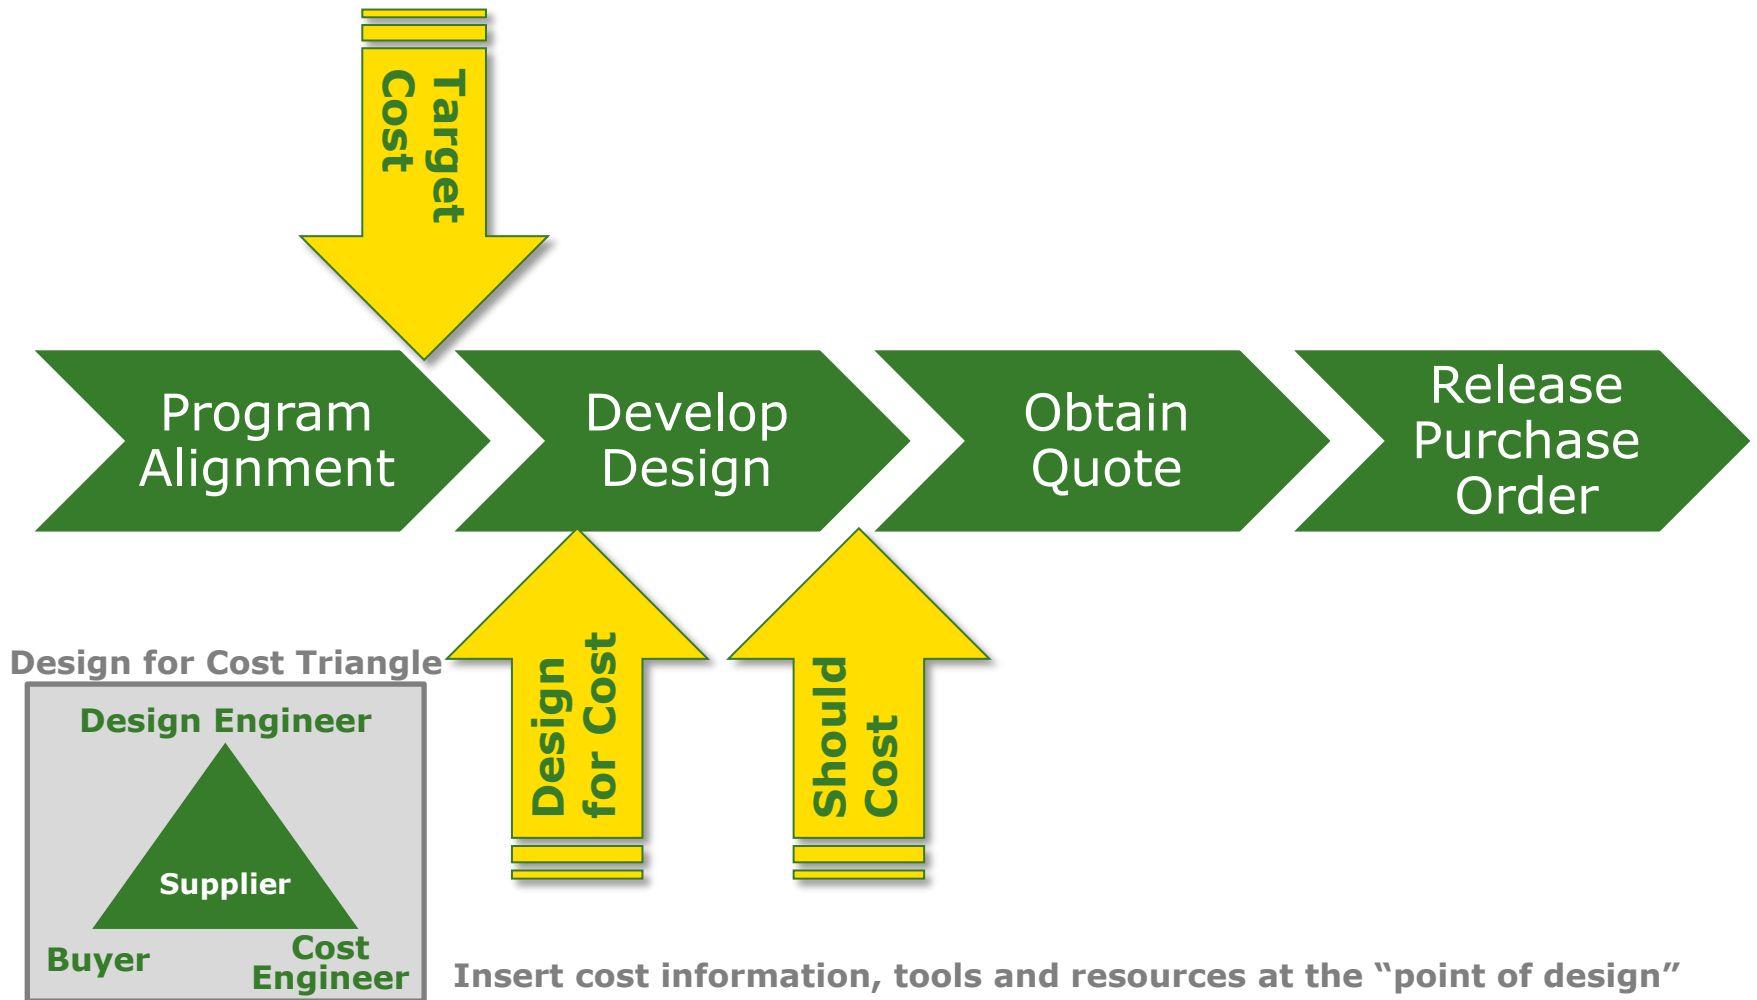 Target
Cost
Program
Alignment
Develop
Design
Obtain
Quote
Release
Purchase
Order
Design for Cost Triangle
Design Engineer
Supplier
Buyer
Cost
Engineer
Design
for Cost
Should
Cost
Insert cost information, tools and resources at the “point of design”